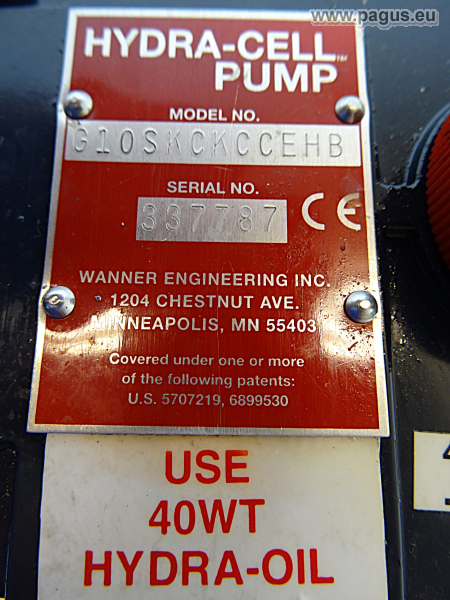 www.pagus.eu
HYDRA-CELL™
PUMP
MODEL NO.
G10SKCKCCEHB
SERIAL NO.
337787
CE
WANNER ENGINEERING INC.
1204 CHESTNUT AVE.
MINNEAPOLIS, MN 55403
Covered under one or more
of the following patents:
U.S. 5707219, 6899530
USE
40WT
HYDRA-OIL